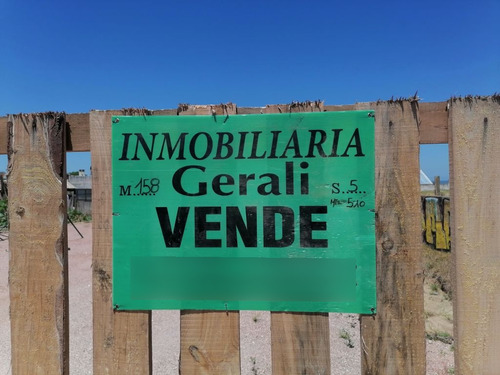 INMOBILIARIA
M.....158 Gerali S..5..
VENDE